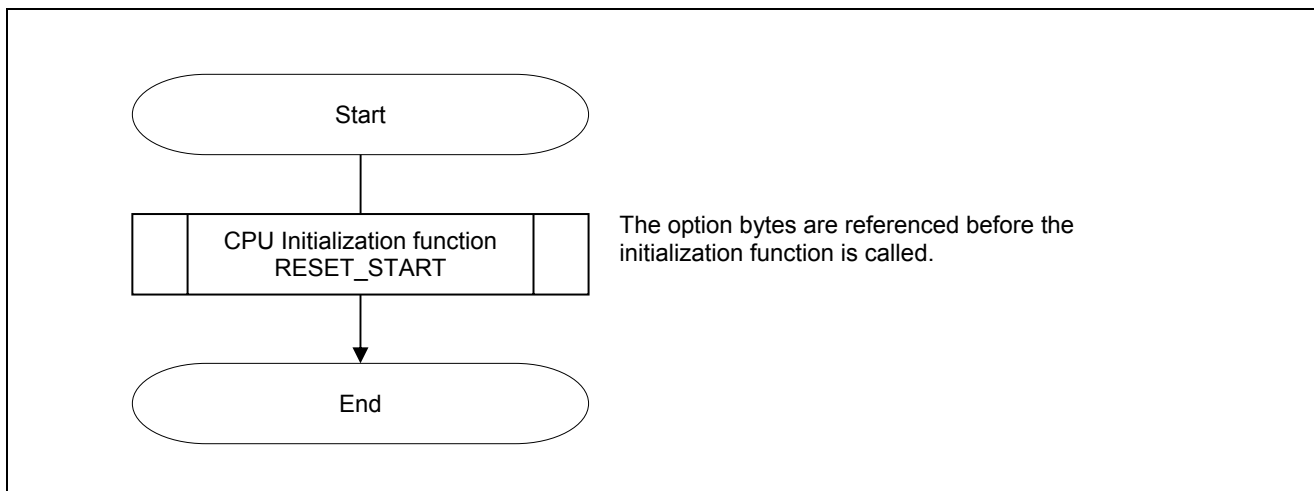 Start
CPU Initialization function
RESET_START
The option bytes are referenced before the
initialization function is called.
End